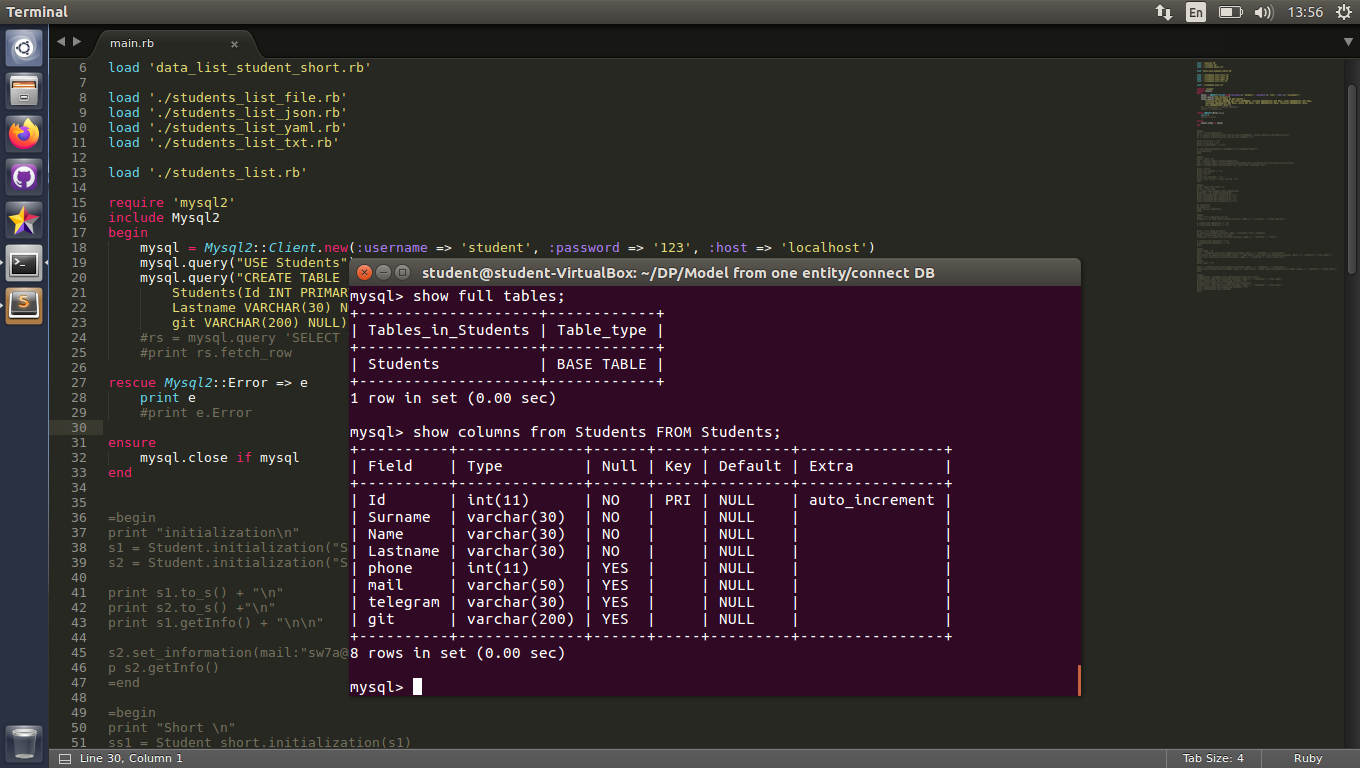 Terminal
En
13:56
main.rb
6 load 'data_list_student_short.rb'
7
8 load './students_list_file.rb'
9 load './students_list_json.rb'
10 load './students_list_yaml.rb'
11 load './students_list_txt.rb'
12
13 load './students_list.rb'
14
15 require 'mysql2'
16 include Mysql2
17 begin
18 mysql = Mysql2::Client.new(:username => 'student', :password => '123', :host => 'localhost')
19 mysql.query("USE Students")
20 mysql.query("CREATE TABLE
21 Students(Id INT PRIMAR
22 Lastname VARCHAR(30) N
23 git VARCHAR(200) NULL)
24 #rs = mysql.query 'SELECT
25 #print rs.fetch_row
26
27 rescue Mysql2::Error => e
28 print e
29 #print e.Error
30
31 ensure
32 mysql.close if mysql
33 end
34
35
36 =begin
37 print "initialization\n"
38 s1 = Student.initialization("S
39 s2 = Student.initialization("S
40
41 print s1.to_s() + "\n"
42 print s2.to_s() +"\n"
43 print s1.getInfo() + "\n\n"
44
45 s2.set_information(mail:"sw7a@
46 p s2.getInfo()
47 =end
48
49 =begin
50 print "Short \n"
51 ss1 = Student_short.initialization(s1)
student@student-VirtualBox: ~/DP/Model from one entity/connect DB
mysql> show full tables;
+--------------------+------------+
| Tables_in_Students | Table_type |
+--------------------+------------+
| Students           | BASE TABLE |
+--------------------+------------+
1 row in set (0.00 sec)
mysql> show columns from Students FROM Students;
+----------+--------------+------+-----+---------+----------------+
| Field    | Type         | Null | Key | Default | Extra          |
+----------+--------------+------+-----+---------+----------------+
| Id       | int(11)      | NO   | PRI | NULL    | auto_increment |
| Surname  | varchar(30)  | NO   |     | NULL    |                |
| Name     | varchar(30)  | NO   |     | NULL    |                |
| Lastname | varchar(30)  | NO   |     | NULL    |                |
| phone    | int(11)      | YES  |     | NULL    |                |
| mail     | varchar(50)  | YES  |     | NULL    |                |
| telegram | varchar(30)  | YES  |     | NULL    |                |
| git      | varchar(200) | YES  |     | NULL    |                |
+----------+--------------+------+-----+---------+----------------+
8 rows in set (0.00 sec)
mysql>
Line 30, Column 1
Tab Size: 4
Ruby